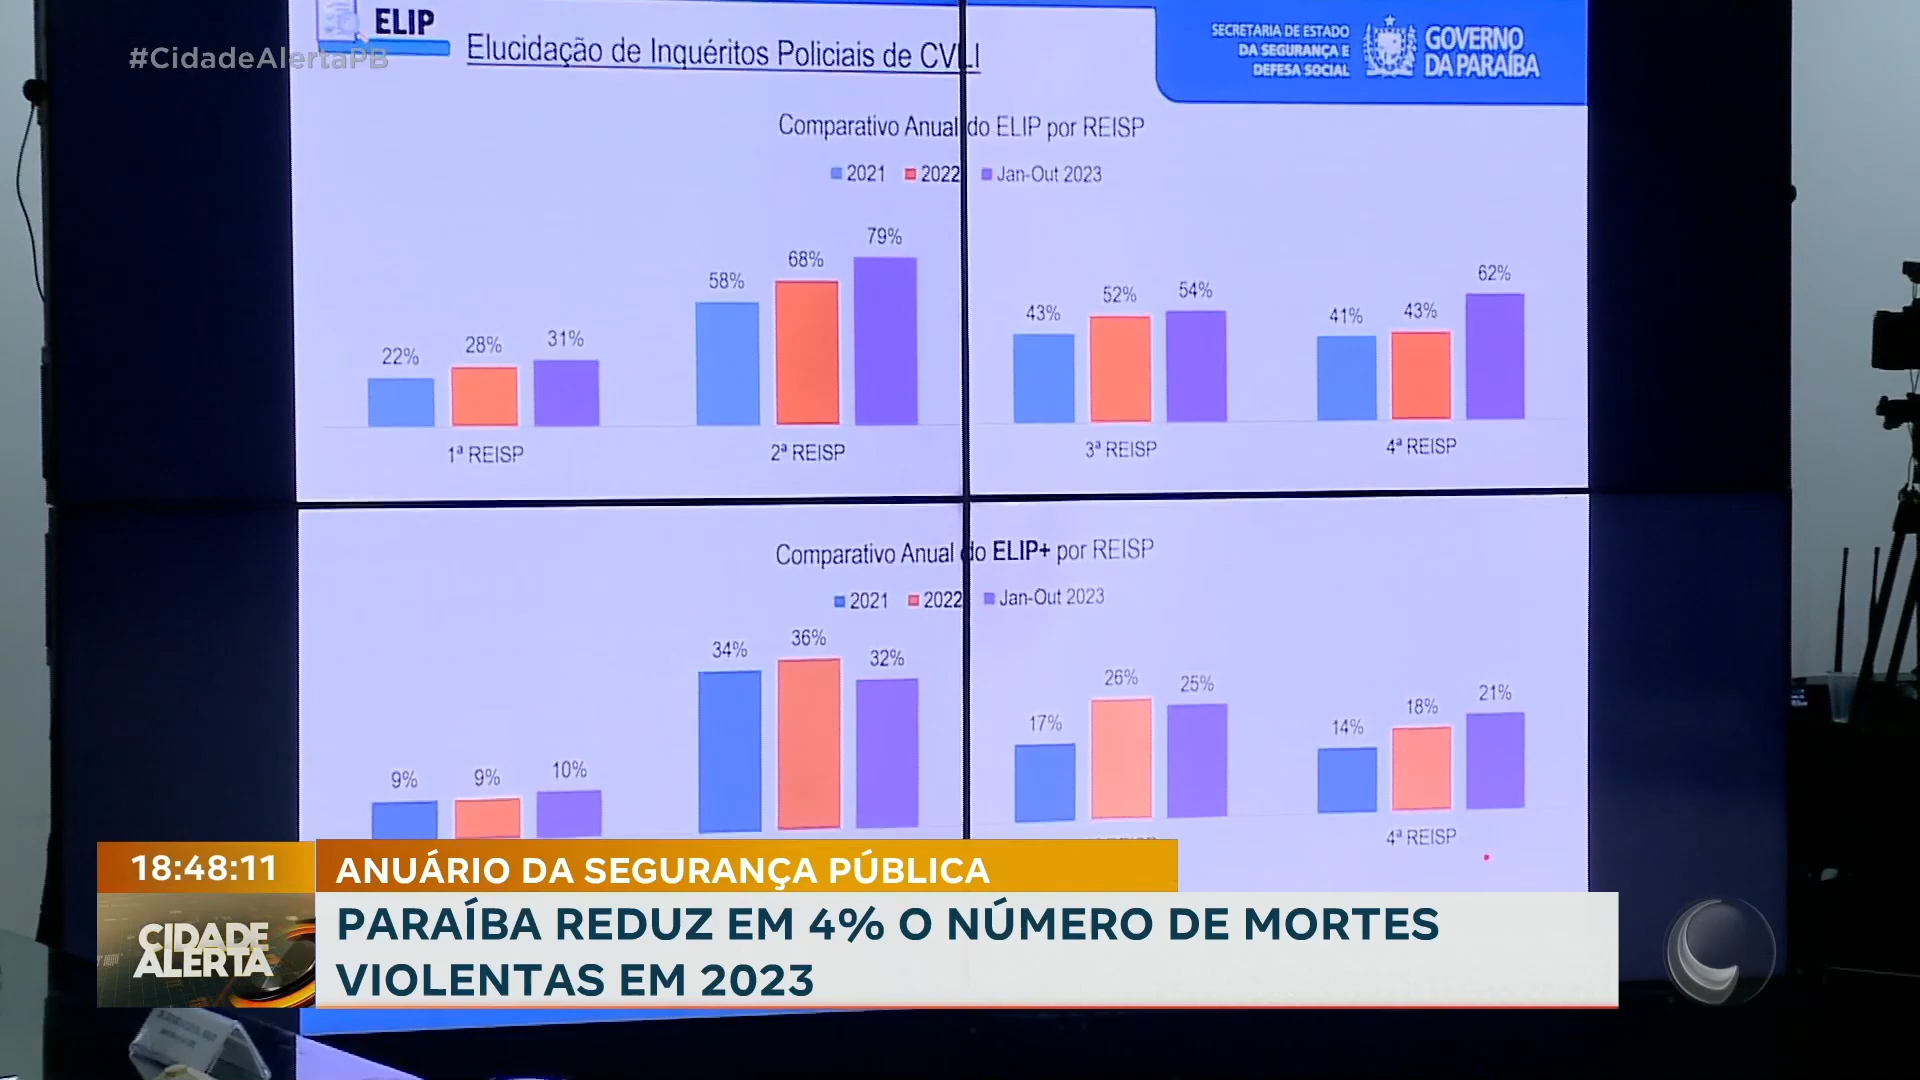 ELIP
#CidadeAlertaPB
Elucidação de Inquéritos Policiais de CVLI
SECRETARIA DE ESTADO
DA SEGURANÇA E
DEFESA SOCIAL
GOVERNO
DA PARAÍBA
Comparativo Anual do ELIP por REISP
2021 2022 Jan-Out 2023
22% 28% 31% 58% 68% 79% 43% 52% 54% 41% 43% 62%
1ª REISP 2ª REISP 3ª REISP 4ª REISP
Comparativo Anual do ELIP+ por REISP
2021 2022 Jan-Out 2023
9% 9% 10% 34% 36% 32% 17% 26% 25% 14% 18% 21%
4ª REISP
18:48:11
ANUÁRIO DA SEGURANÇA PÚBLICA
CIDADE
ALERTA
PARAÍBA REDUZ EM 4% O NÚMERO DE MORTES
VIOLENTAS EM 2023